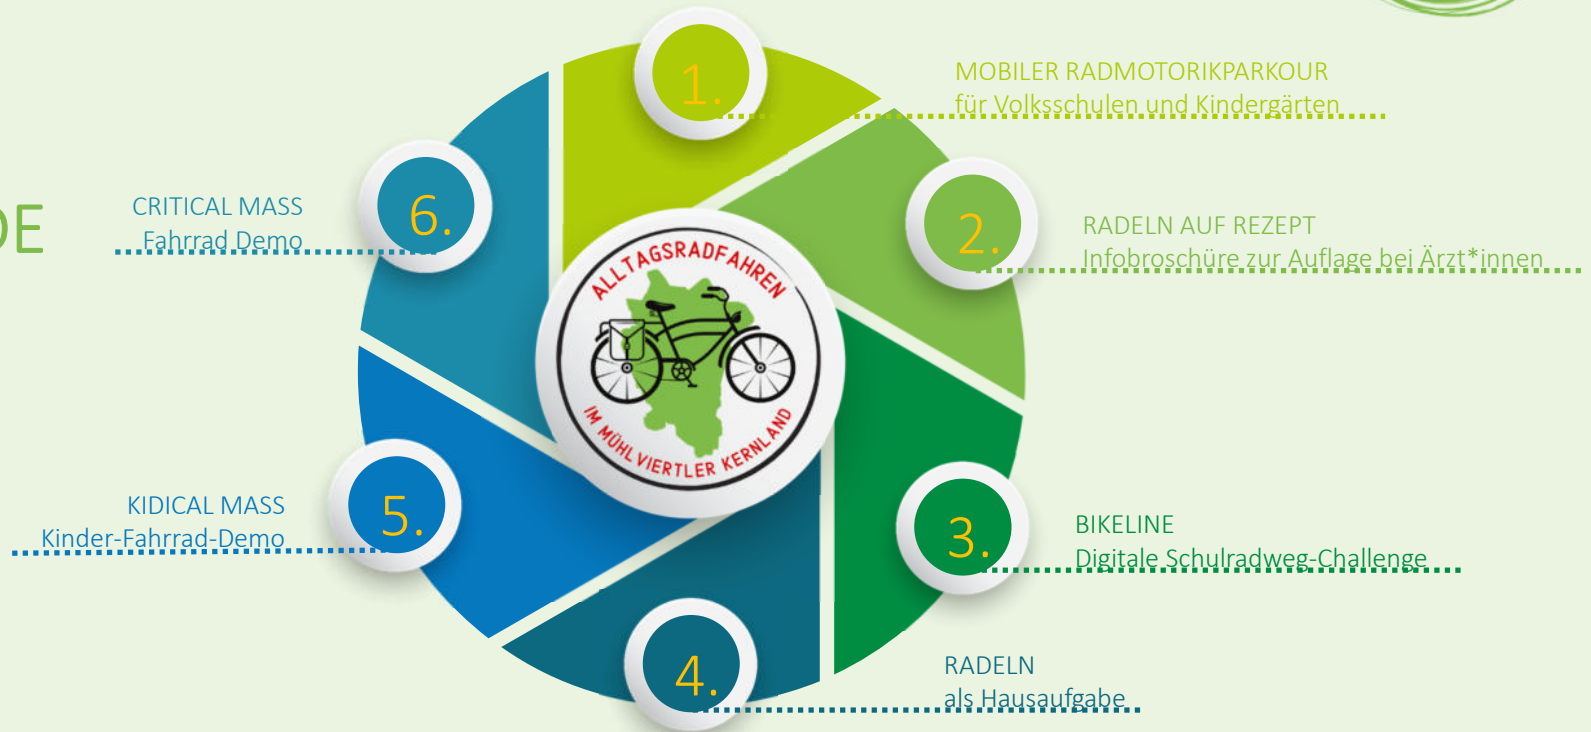 DE
1.
MOBILER RADMOTORIKPARKOUR
für Volksschulen und Kindergärten
2.
RADELN AUF REZEPT
Infobroschüre zur Auflage bei Ärzt*innen
3.
BIKELINE
Digitale Schulradweg-Challenge
4.
RADELN
als Hausaufgabe
5.
KIDICAL MASS
Kinder-Fahrrad-Demo
6.
CRITICAL MASS
Fahrrad Demo
ALLTAGSRADFAHREN
IM MÜHLVIERTLER KERNLAND